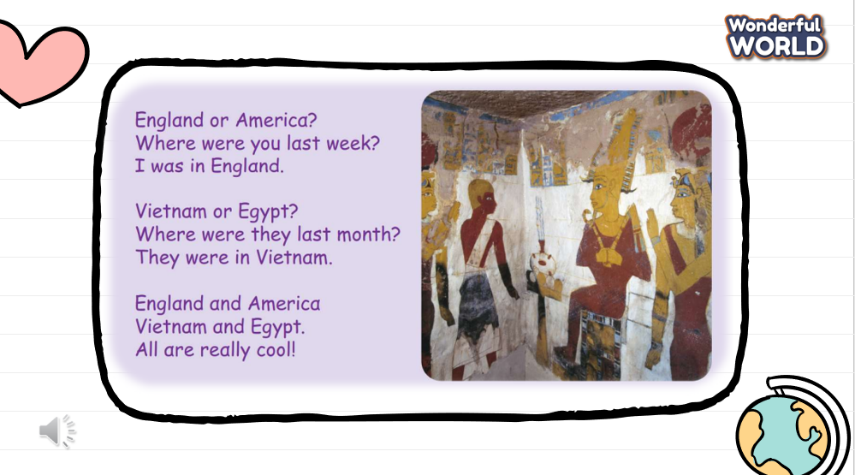 Wonderful
WORLD
England or America?
Where were you last week?
I was in England.
Vietnam or Egypt?
Where were they last month?
They were in Vietnam.
England and America
Vietnam and Egypt.
All are really cool!